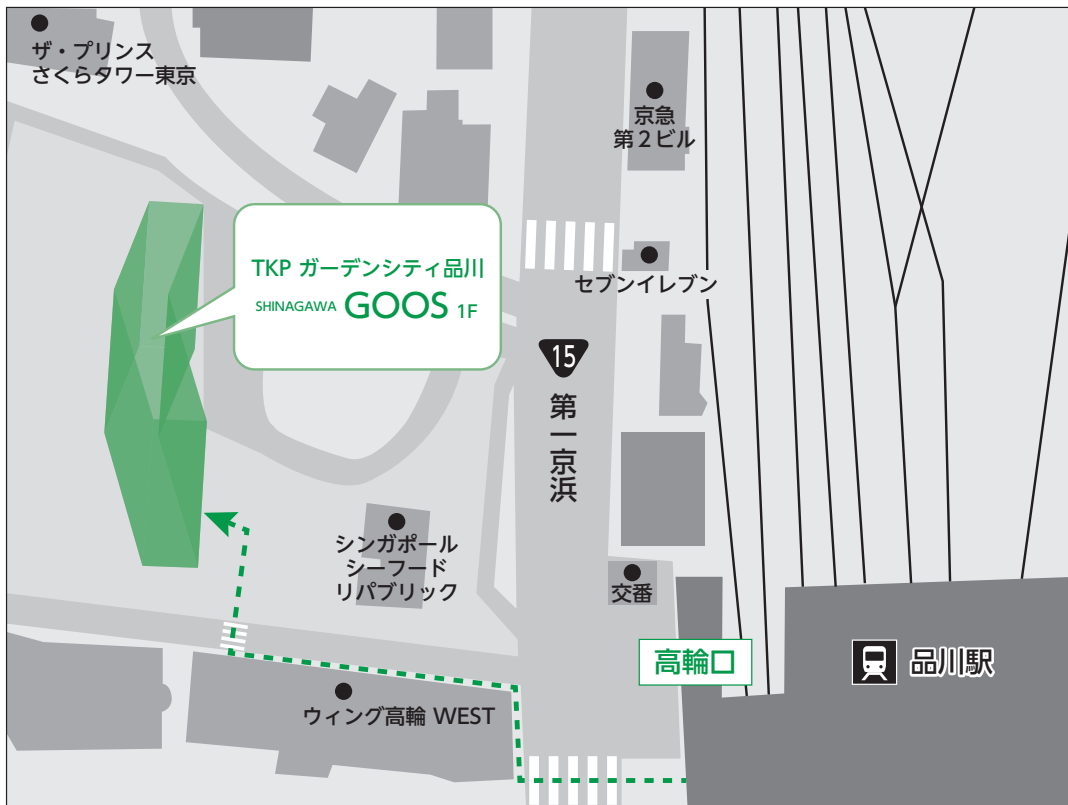 ザ・プリンス
さくらタワー東京
京急
第2ビル
TKP ガーデンシティ品川
SHINAGAWA GOOS 1F
セブンイレブン
15
第一京浜
シンガポール
シーフード
リパブリック
交番
高輪口
品川駅
ウィング高輪 WEST